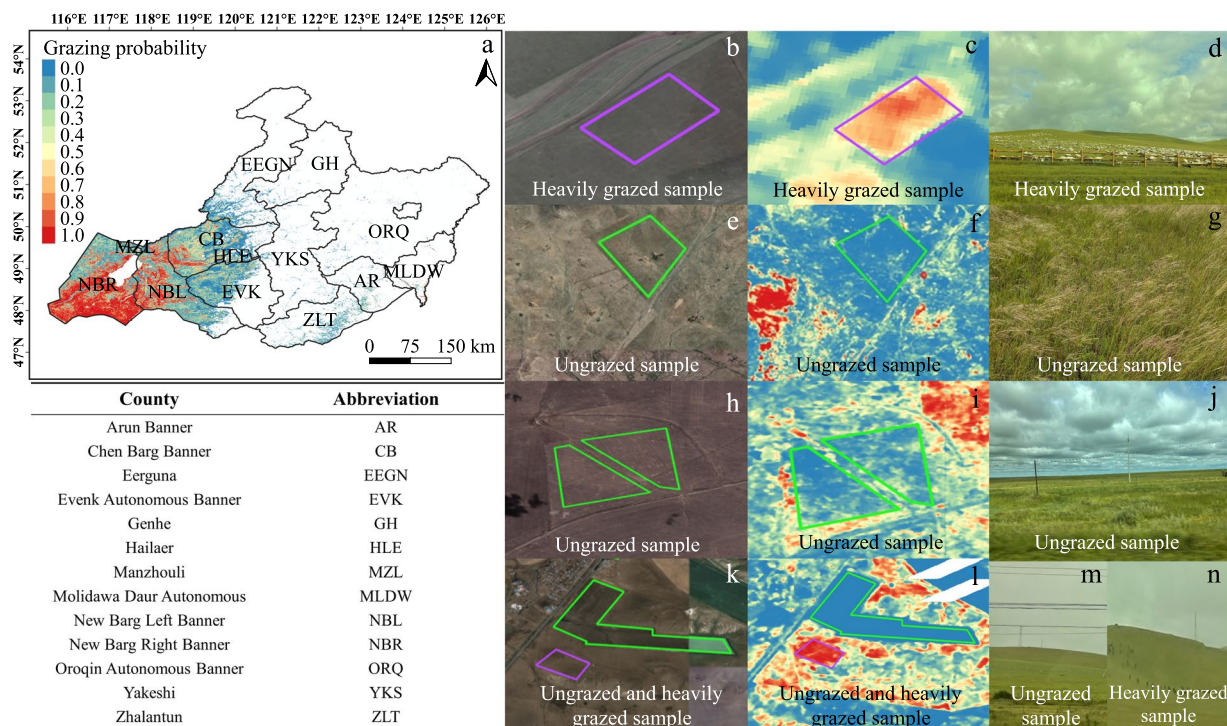 116°E 117°E 118°E 119°E 120°E 121°E 122°E 123°E 124°E 125°E 126°E
54°N
53°N
52°N
51°N
50°N
49°N
48°N
47°N
Grazing probability
0.0
0.1
0.2
0.3
0.4
0.5
0.6
0.7
0.8
0.9
1.0
a
EEGN
GH
ORQ
CB
MZL
HLE
YKS
MLDW
NBR
NBL
EVK
AR
ZLT
0 75 150 km
County Abbreviation
Arun Banner AR
Chen Barg Banner CB
Eerguna EEGN
Evenk Autonomous Banner EVK
Genhe GH
Hailaer HLE
Manzhouli MZL
Molidawa Daur Autonomous MLDW
New Barg Left Banner NBL
New Barg Right Banner NBR
Oroqin Autonomous Banner ORQ
Yakeshi YKS
Zhalantun ZLT
b
Heavily grazed sample
c
Heavily grazed sample
d
Heavily grazed sample
e
Ungrazed sample
f
Ungrazed sample
g
Ungrazed sample
h
Ungrazed sample
i
Ungrazed sample
j
Ungrazed sample
k
Ungrazed and heavily
grazed sample
l
Ungrazed and heavily
grazed sample
m
Ungrazed
sample
n
Heavily grazed
sample